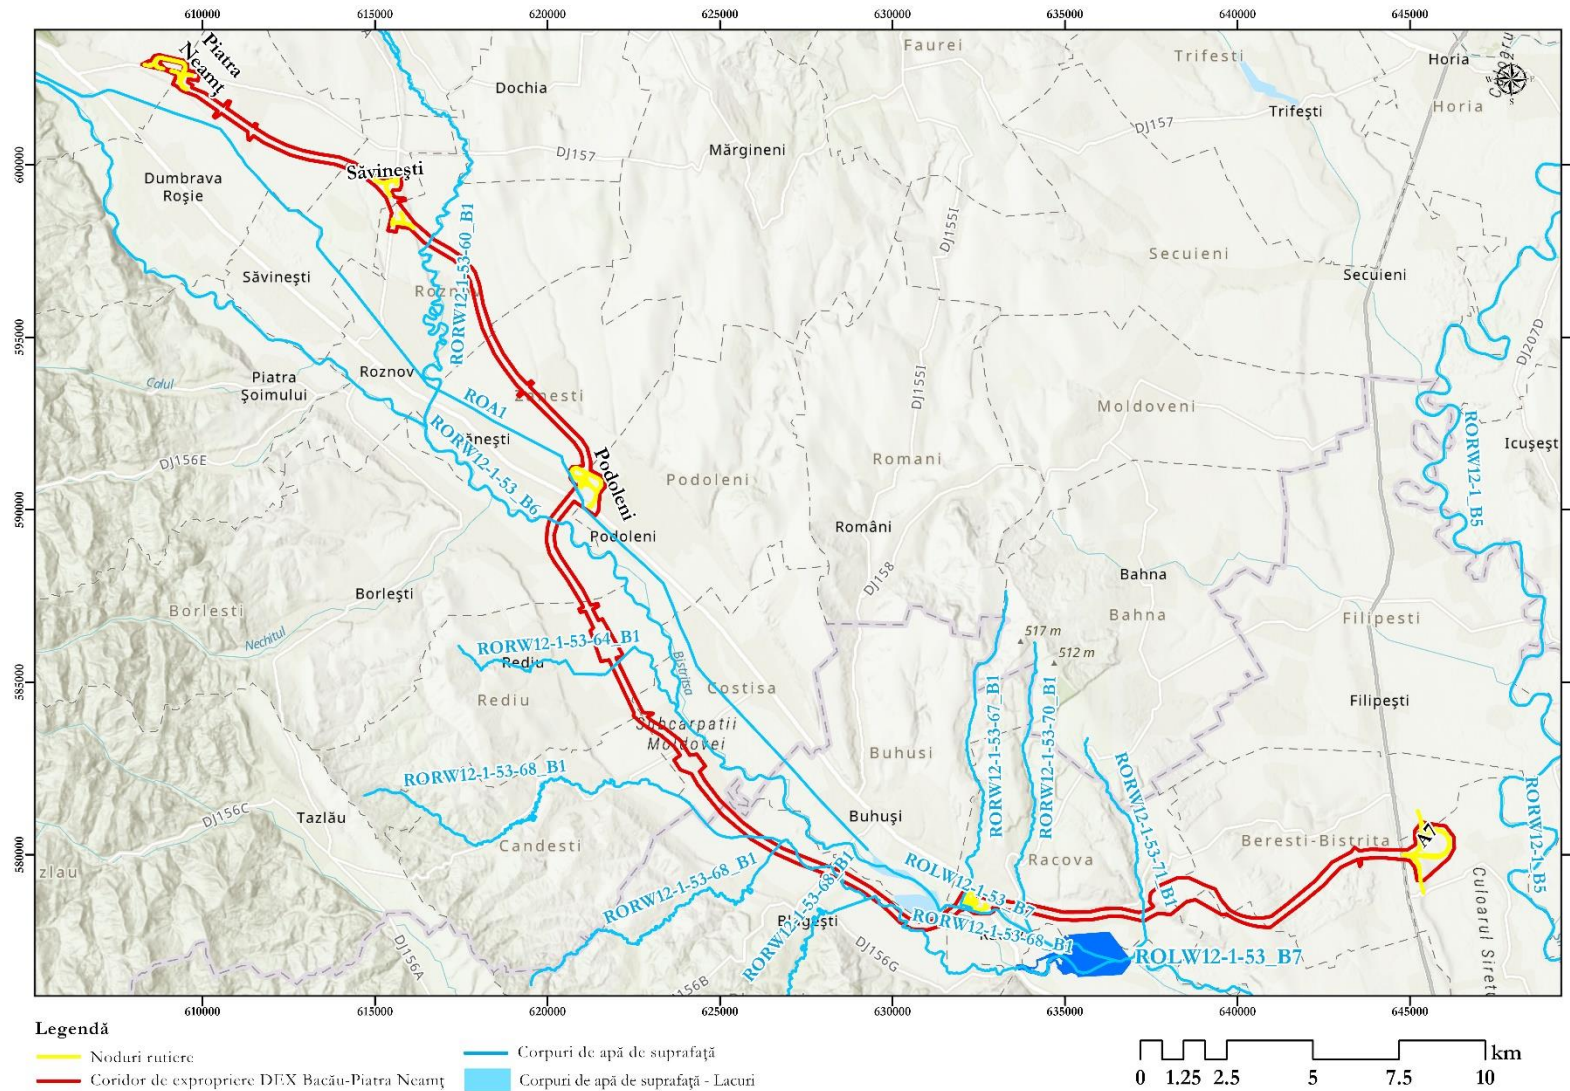 610000 615000 620000 625000 630000 635000 640000 645000
600000
595000
590000
585000
580000
Piatra
Neamț
Dochia
Faurei
Trifesti
Horia
Horia
Trifești
DJ157
DJ157
Mărgineni
Dumbrava
Roșie
Săvinești
Săvinești
RORW12-1-53-60_B1
DJ155I
Secuieni
Secuieni
DJ207D
Piatra
Șoimului
Calul
Roznov
ROA1
DJ155I
Moldoveni
Icușești
RORW12-1_B5
DJ156E
RORW12-1-53_B6
Podoleni
Podoleni
Podoleni
Romani
Români
DJ158
Bahna
Bahna
Borlești
Borlesti
Nechitul
RORW12-1-53-64_B1
Rediu
Rediu
Bistrița
Costisa
517 m
512 m
Filipesti
Filipești
Subcarpatii
Moldovei
Buhusi
RORW12-1-53-67_B1
RORW12-1-53-70_B1
RORW12-1-53-71_B1
RORW12-1_B5
RORW12-1-53-68_B1
DJ156C
Tazlău
Candesti
Buhuși
Racova
Beresti-Bistrita
A7
zlau
RORW12-1-53-68_B1
RORW12-1-53-68_B1
ROLW12-1-53_B7
RORW12-1-53-68_B1
ROLW12-1-53_B7
DJ156A
DJ156G
DJ156B
610000 615000 620000 625000 630000 635000 640000 645000
Legendă
Noduri rutiere
Coridor de expropriere DEX Bacău-Piatra Neamț
Corpuri de apă de suprafață
Corpuri de apă de suprafață - Lacuri
km
0 1.25 2.5 5 7.5 10